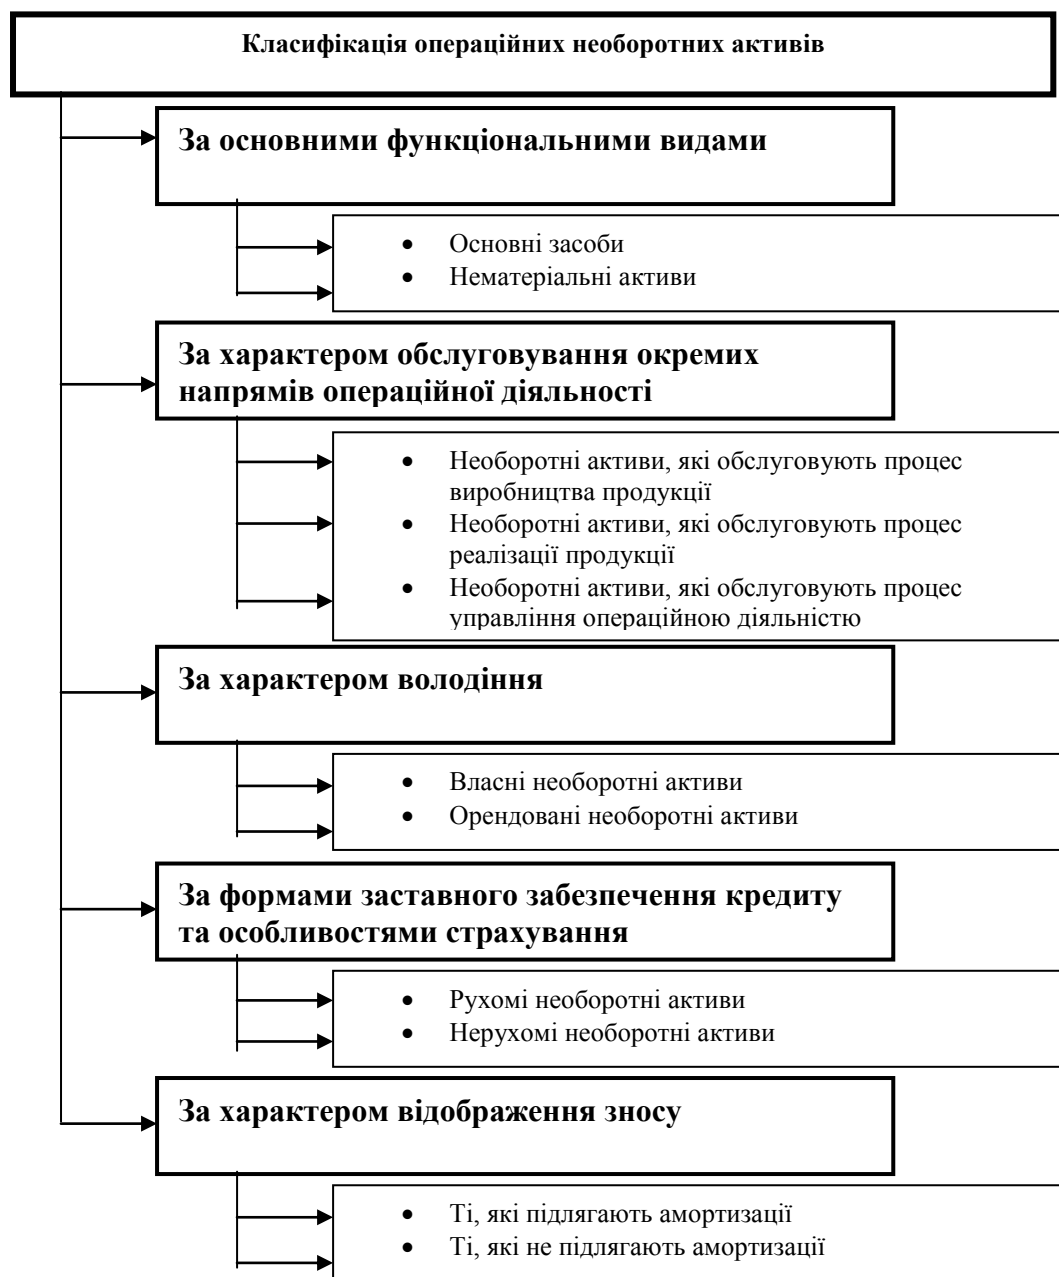 Класифікація операційних необоротних активів
За основними функціональними видами
• Основні засоби
• Нематеріальні активи
За характером обслуговування окремих
напрямів операційної діяльності
• Необоротні активи, які обслуговують процес
виробництва продукції
• Необоротні активи, які обслуговують процес
реалізації продукції
• Необоротні активи, які обслуговують процес
управління операційною діяльністю
За характером володіння
• Власні необоротні активи
• Орендовані необоротні активи
За формами заставного забезпечення кредиту
та особливостями страхування
• Рухомі необоротні активи
• Нерухомі необоротні активи
За характером відображення зносу
• Ті, які підлягають амортизації
• Ті, які не підлягають амортизації